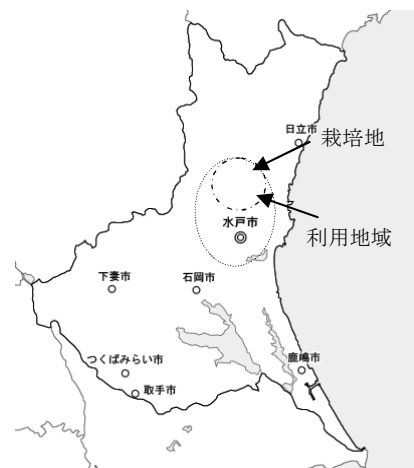 日立市
栽培地
水戸市
利用地域
下妻市
石岡市
つくばみらい市
鹿嶋市
取手市